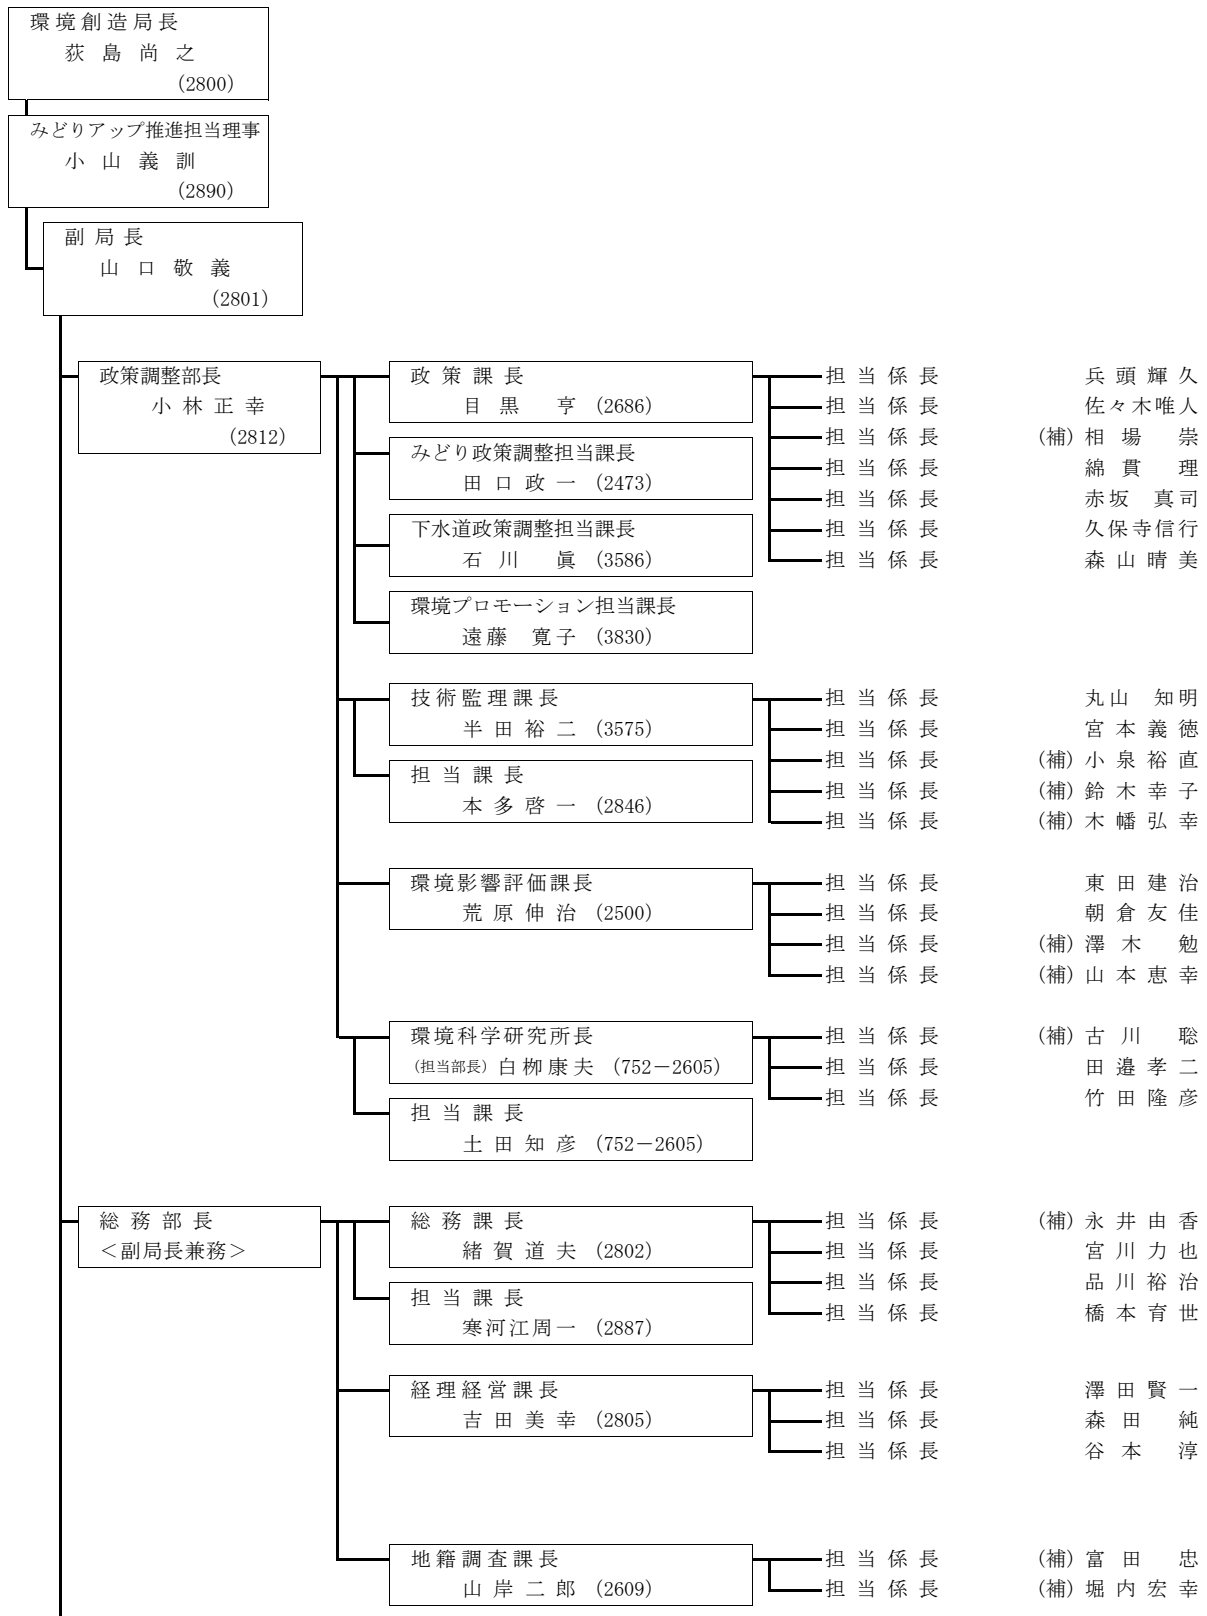 環境創造局長
荻島尚之
(2800)
みどりアップ推進担当理事
小山義訓
(2890)
副局長
山口敬義
(2801)
政策調整部長
小林正幸
(2812)
政策課長
目黒　亨 (2686)
みどり政策調整担当課長
田口政一 (2473)
下水道政策調整担当課長
石川　眞 (3586)
環境プロモーション担当課長
遠藤　寛子 (3830)
担当係長 兵頭輝久
担当係長 佐々木唯人
担当係長 (補) 相場　崇
担当係長 綿貫　理
担当係長 赤坂　真司
担当係長 久保寺信行
担当係長 森山晴美
技術監理課長
半田裕二 (3575)
担当課長
本多啓一 (2846)
担当係長 丸山　知明
担当係長 宮本義徳
担当係長 (補) 小泉裕直
担当係長 (補) 鈴木幸子
担当係長 (補) 木幡弘幸
環境影響評価課長
荒原伸治 (2500)
担当係長 東田建治
担当係長 朝倉友佳
担当係長 (補) 澤木　勉
担当係長 (補) 山本恵幸
環境科学研究所長
(担当部長) 白栁康夫 (752－2605)
担当課長
土田知彦 (752－2605)
担当係長 (補) 古川　聡
担当係長 田邉孝二
担当係長 竹田隆彦
総務部長
＜副局長兼務＞
総務課長
緒賀道夫 (2802)
担当課長
寒河江周一 (2887)
担当係長 (補) 永井由香
担当係長 宮川力也
担当係長 品川裕治
担当係長 橋本育世
経理経営課長
吉田美幸 (2805)
担当係長 澤田賢一
担当係長 森田　純
担当係長 谷本　淳
地籍調査課長
山岸二郎 (2609)
担当係長 (補) 富田　忠
担当係長 (補) 堀内宏幸